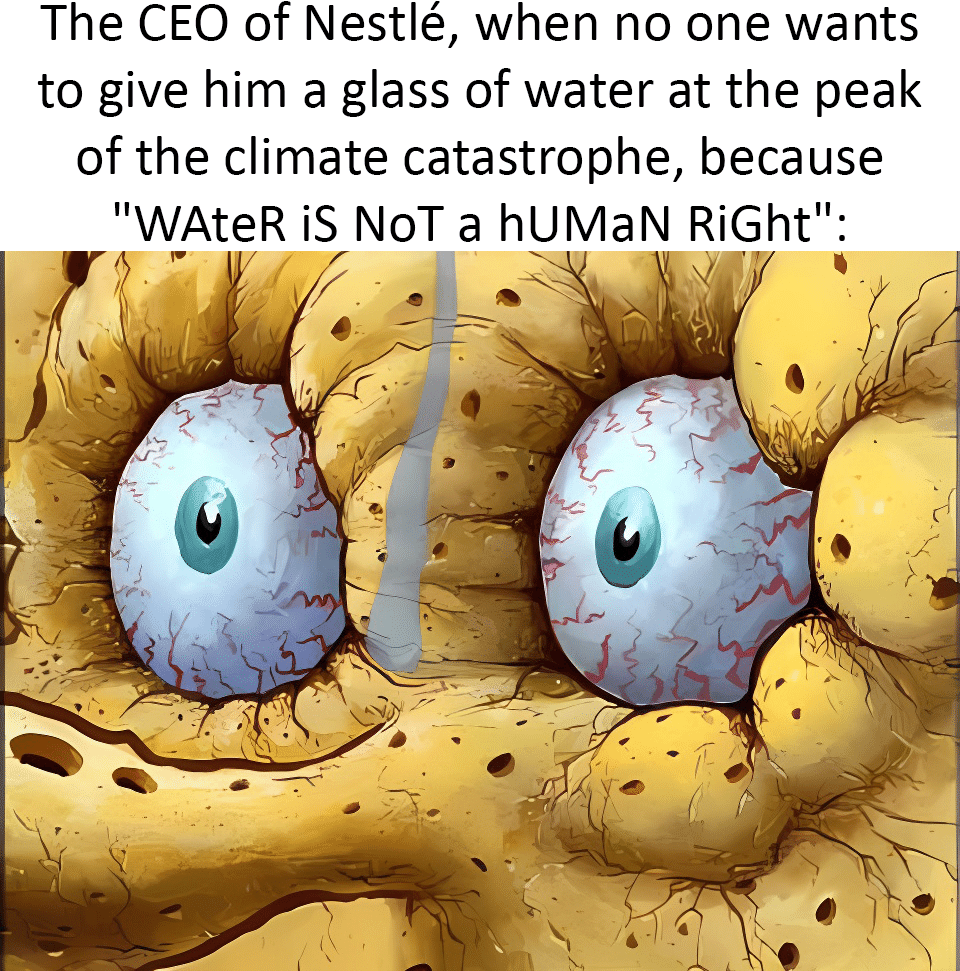 The CEO of Nestlé, when no one wants
to give him a glass of water at the peak
of the climate catastrophe, because
"WAteR iS NoT a hUMaN RiGht":